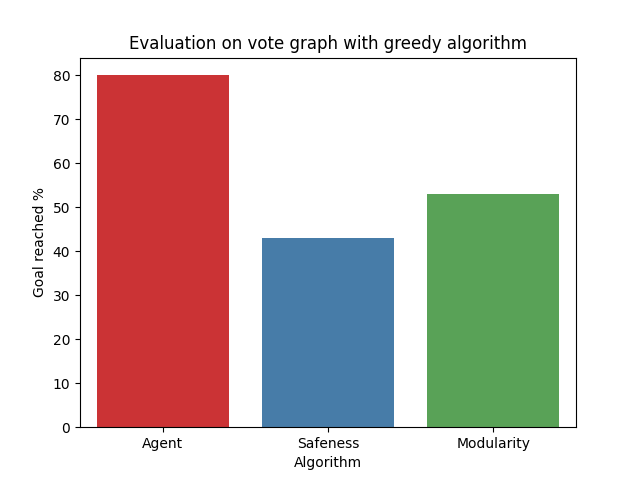 Evaluation on vote graph with greedy algorithm
80
70
60
50
40
30
20
10
0
Goal reached %
Agent
Safeness
Modularity
Algorithm